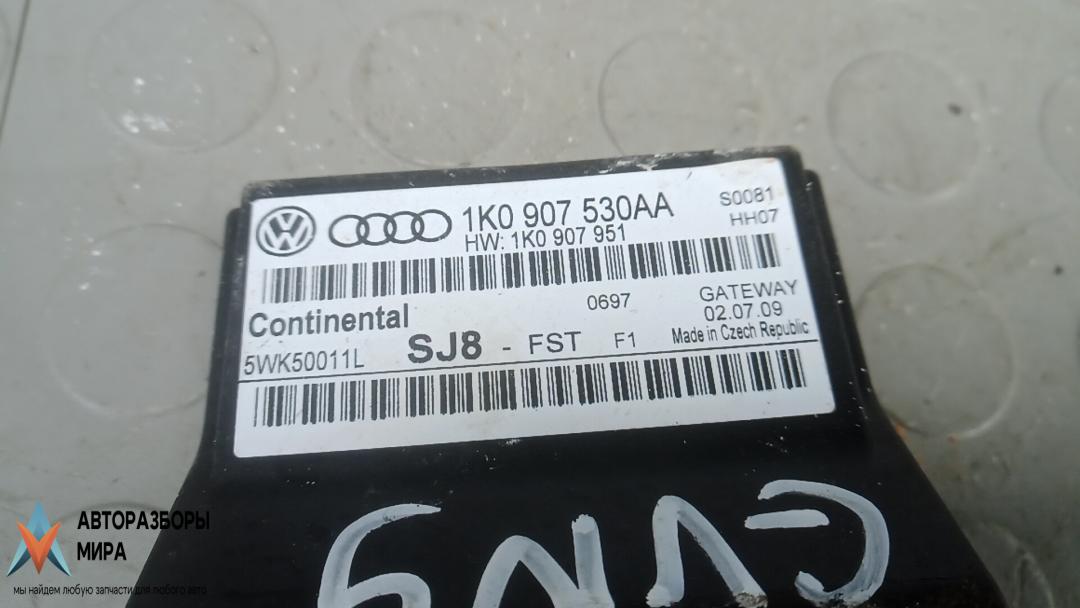 1K0 907 530AA
HW: 1K0 907 951
S0081
HH07
Continental
0697
GATEWAY
02.07.09
5WK50011L
SJ8 - FST F1
Made in Czech Republic
АВТОРАЗБОРЫ
МИРА
мы найдем любую запчасти для любого авто